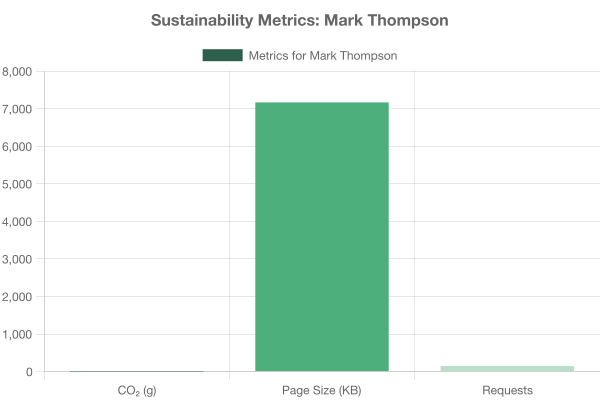 Sustainability Metrics: Mark Thompson
Metrics for Mark Thompson
8,000
7,000
6,000
5,000
4,000
3,000
2,000
1,000
0
CO₂ (g)
Page Size (KB)
Requests